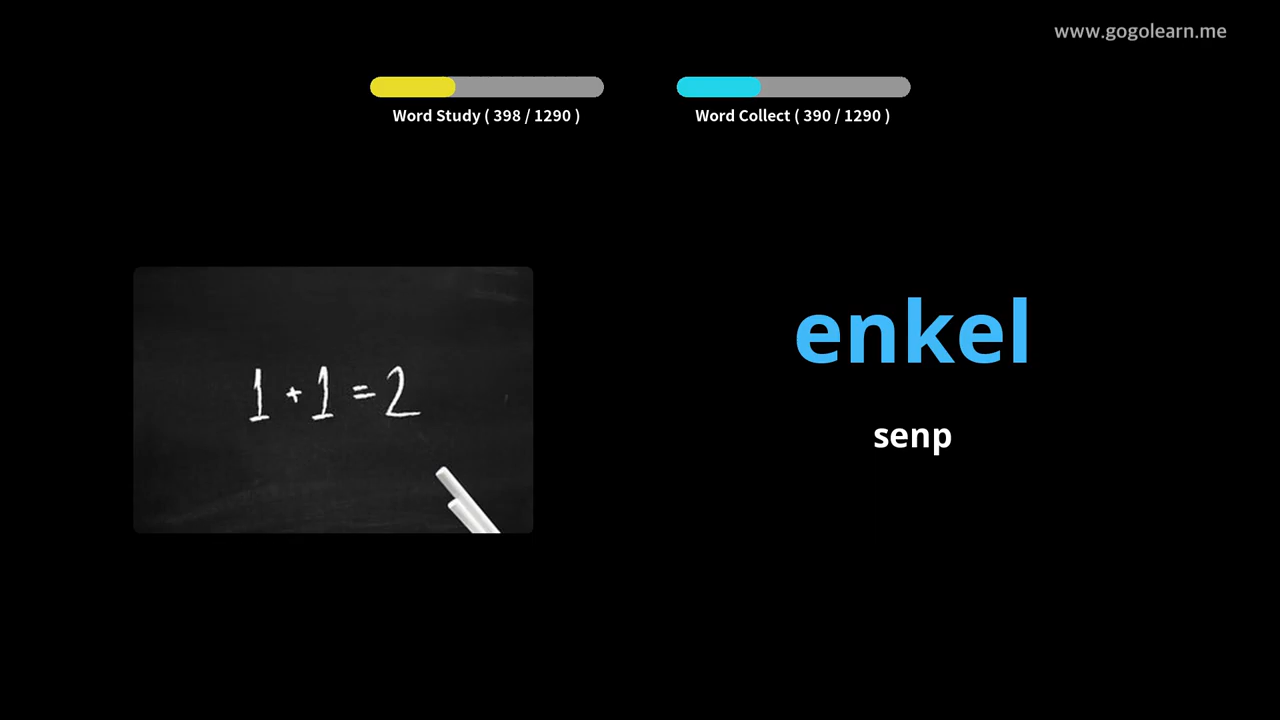 www.gogolearn.me
Word Study ( 398 / 1290 )
Word Collect ( 390 / 1290 )
1 + 1 = 2
enkel
senp